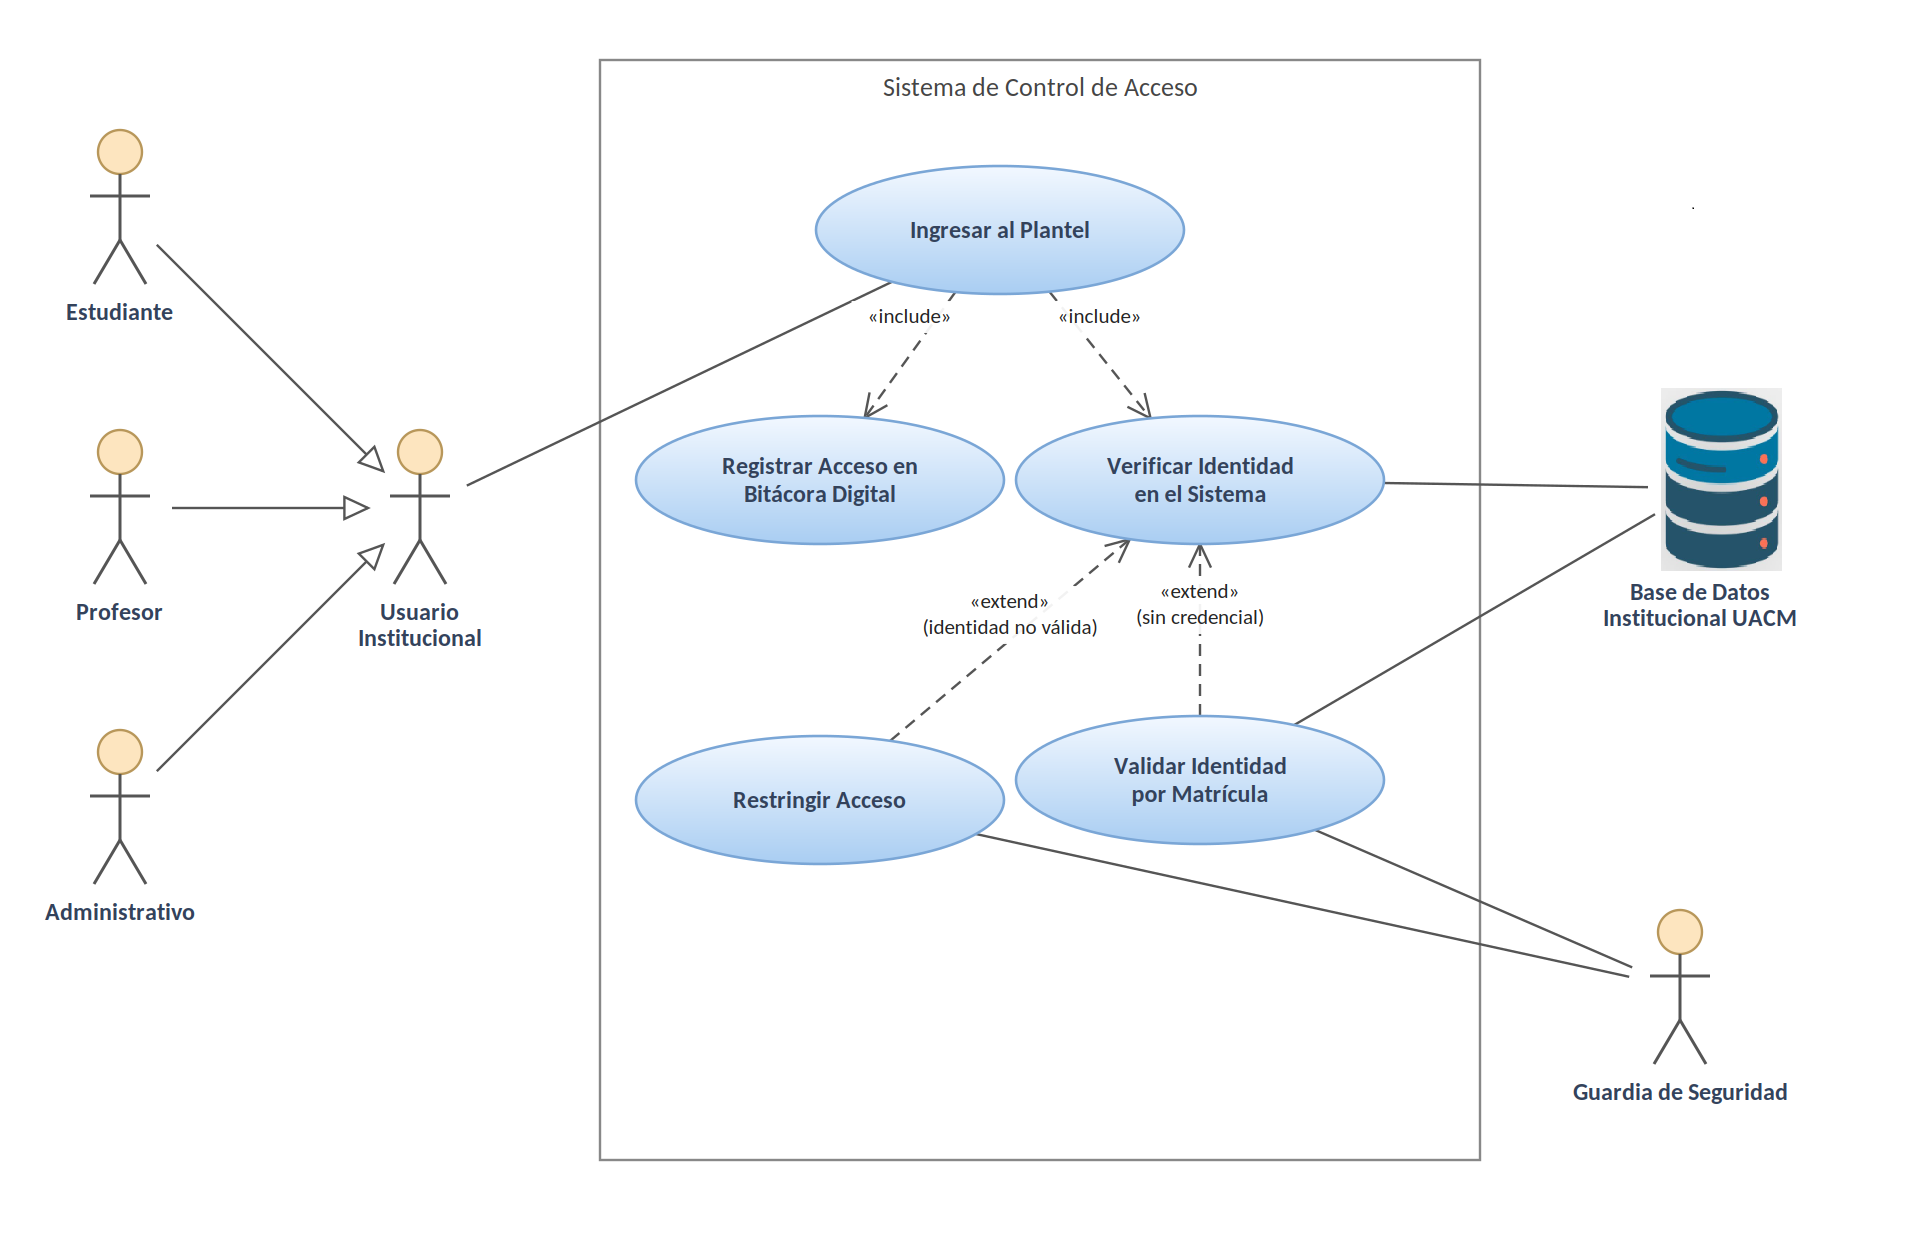 Sistema de Control de Acceso
Ingresar al Plantel
Estudiante
«include»
«include»
Registrar Acceso en
Bitácora Digital
Verificar Identidad
en el Sistema
Profesor
Usuario
Institucional
«extend»
(identidad no válida)
«extend»
(sin credencial)
Base de Datos
Institucional UACM
Restringir Acceso
Validar Identidad
por Matrícula
Administrativo
Guardia de Seguridad